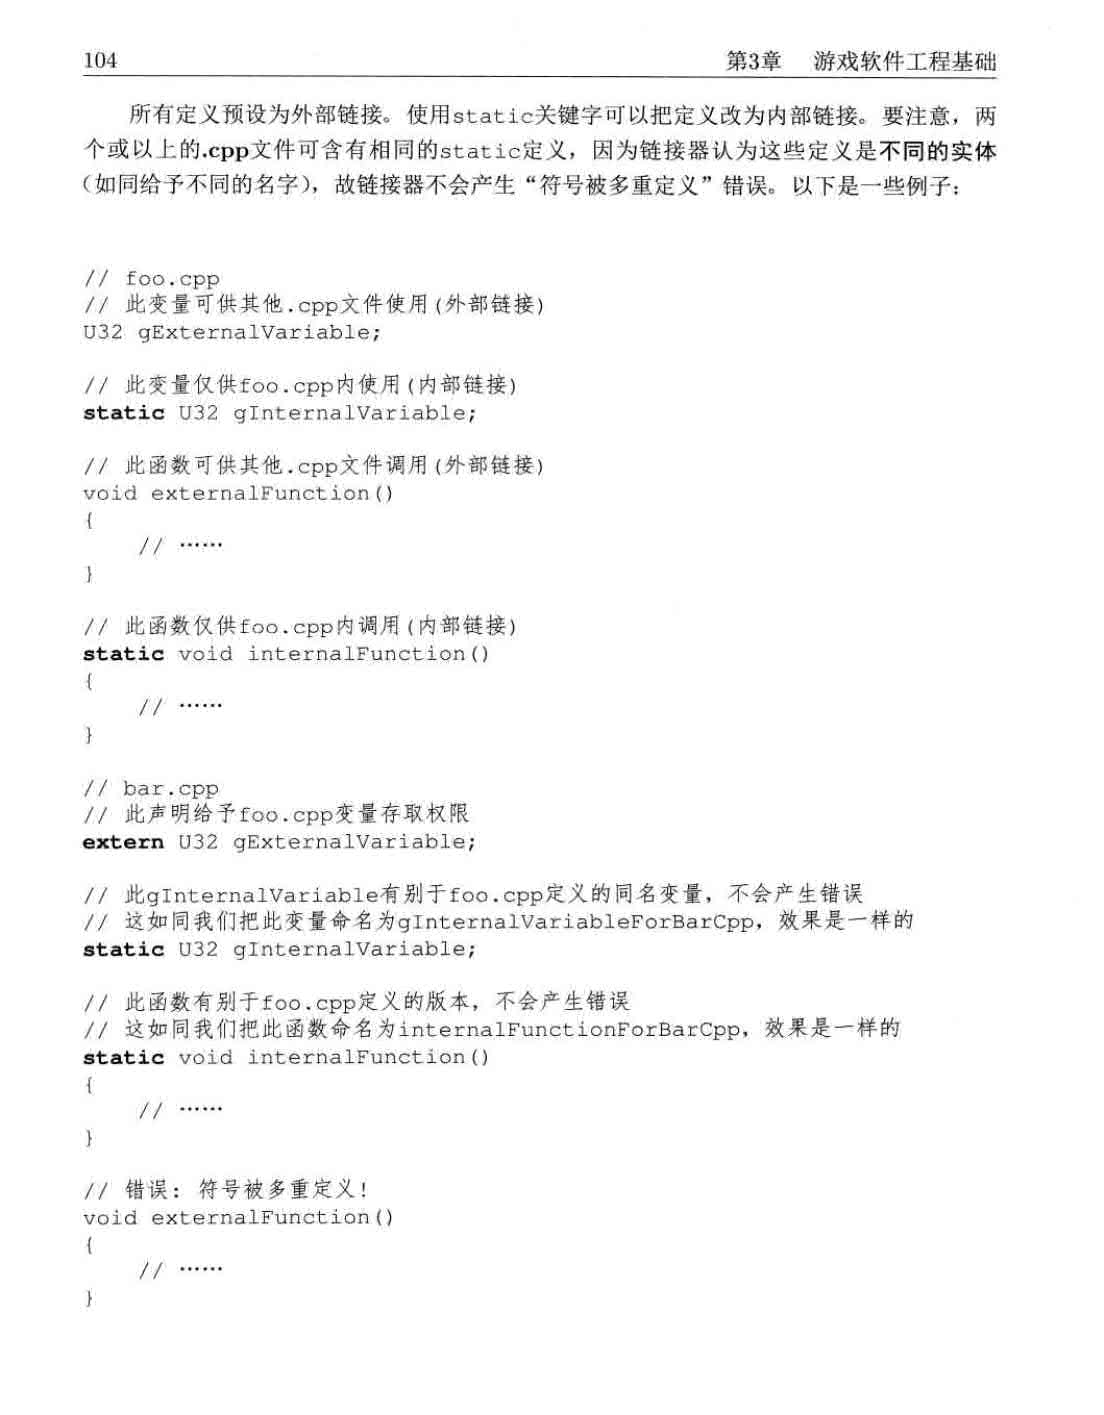 104 第3章 游戏软件工程基础
所有定义预设为外部链接。使用static关键字可以把定义改为内部链接。要注意，两
个或以上的.cpp文件可含有相同的static定义，因为链接器认为这些定义是不同的实体
（如同给予不同的名字），故链接器不会产生“符号被多重定义”错误。以下是一些例子：
// foo.cpp
// 此变量可供其他.cpp文件使用(外部链接)
U32 gExternalVariable;
// 此变量仅供foo.cpp内使用(内部链接)
static U32 gInternalVariable;
// 此函数可供其他.cpp文件调用(外部链接)
void externalFunction()
{
    // ……
}
// 此函数仅供foo.cpp内调用(内部链接)
static void internalFunction()
{
    // ……
}
// bar.cpp
// 此声明给予foo.cpp变量存取权限
extern U32 gExternalVariable;
// 此gInternalVariable有别于foo.cpp定义的同名变量，不会产生错误
// 这如同我们把此变量命名为gInternalVariableForBarCpp，效果是一样的
static U32 gInternalVariable;
// 此函数有别于foo.cpp定义的版本，不会产生错误
// 这如同我们把此函数命名为internalFunctionForBarCpp，效果是一样的
static void internalFunction()
{
    // ……
}
// 错误: 符号被多重定义!
void externalFunction()
{
    // ……
}